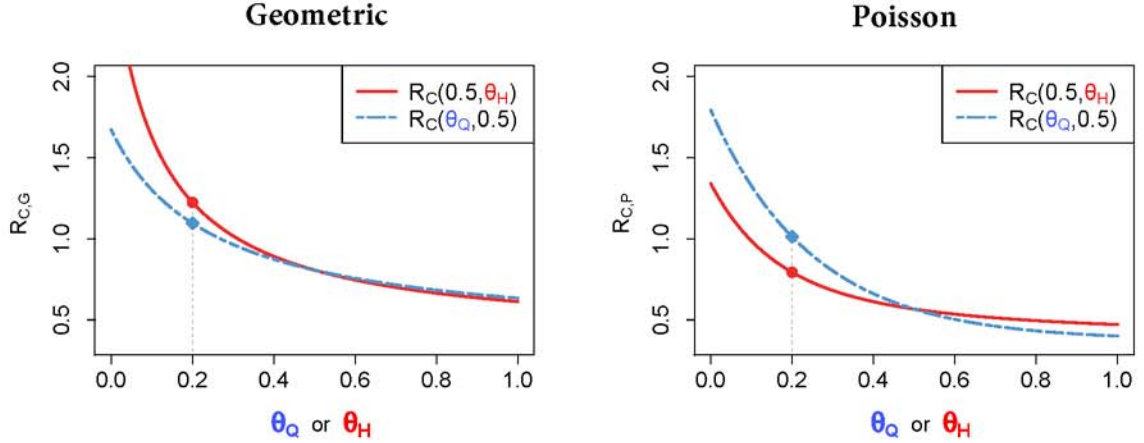 Geometric
R_C,G
2.0
1.5
1.0
0.5
R_C(0.5,θ_H)
R_C(θ_Q,0.5)
0.0 0.2 0.4 0.6 0.8 1.0
θ_Q or θ_H
Poisson
R_C,P
2.0
1.5
1.0
0.5
R_C(0.5,θ_H)
R_C(θ_Q,0.5)
0.0 0.2 0.4 0.6 0.8 1.0
θ_Q or θ_H